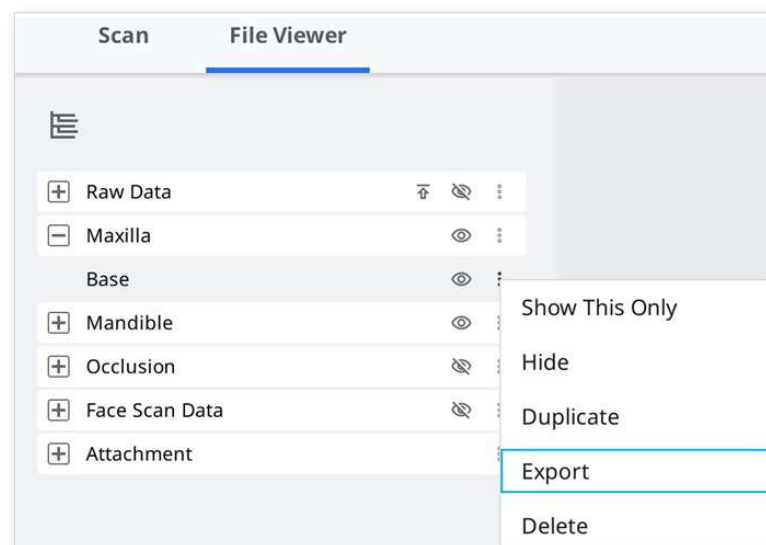 Scan File Viewer
Raw Data
Maxilla
Base
Mandible
Occlusion
Face Scan Data
Attachment
Show This Only
Hide
Duplicate
Export
Delete